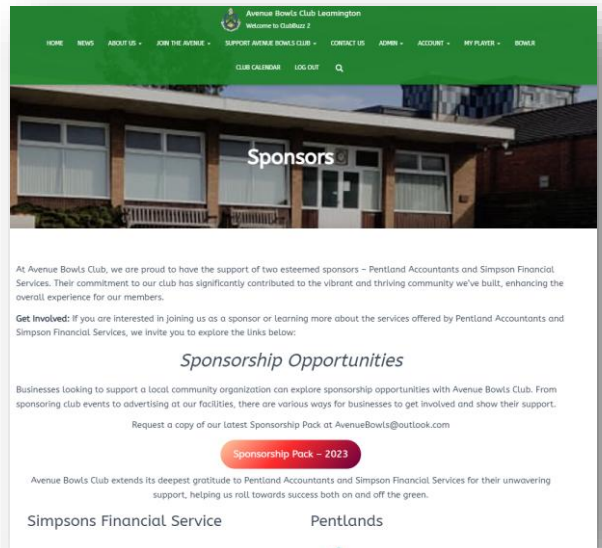 Avenue Bowls Club Leamington
Welcome to ClubBuzz 2
HOME NEWS ABOUT US JOIN THE AVENUE SUPPORT AVENUE BOWLS CLUB CONTACT US ADMIN ACCOUNT MY PLAYER BOWLR
CLUB CALENDAR LOG OUT
Sponsors
At Avenue Bowls Club, we are proud to have the support of two esteemed sponsors – Pentland Accountants and Simpson Financial
Services. Their commitment to our club has significantly contributed to the vibrant and thriving community we've built, enhancing the
overall experience for our members.
Get Involved: If you are interested in joining us as a sponsor or learning more about the services offered by Pentland Accountants and
Simpson Financial Services, we invite you to explore the links below:
Sponsorship Opportunities
Businesses looking to support a local community organization can explore sponsorship opportunities with Avenue Bowls Club. From
sponsoring club events to advertising at our facilities, there are various ways for businesses to get involved and show their support.
Request a copy of our latest Sponsorship Pack at AvenueBowls@outlook.com
Sponsorship Pack – 2023
Avenue Bowls Club extends its deepest gratitude to Pentland Accountants and Simpson Financial Services for their unwavering
support, helping us roll towards success both on and off the green.
Simpsons Financial Service Pentlands